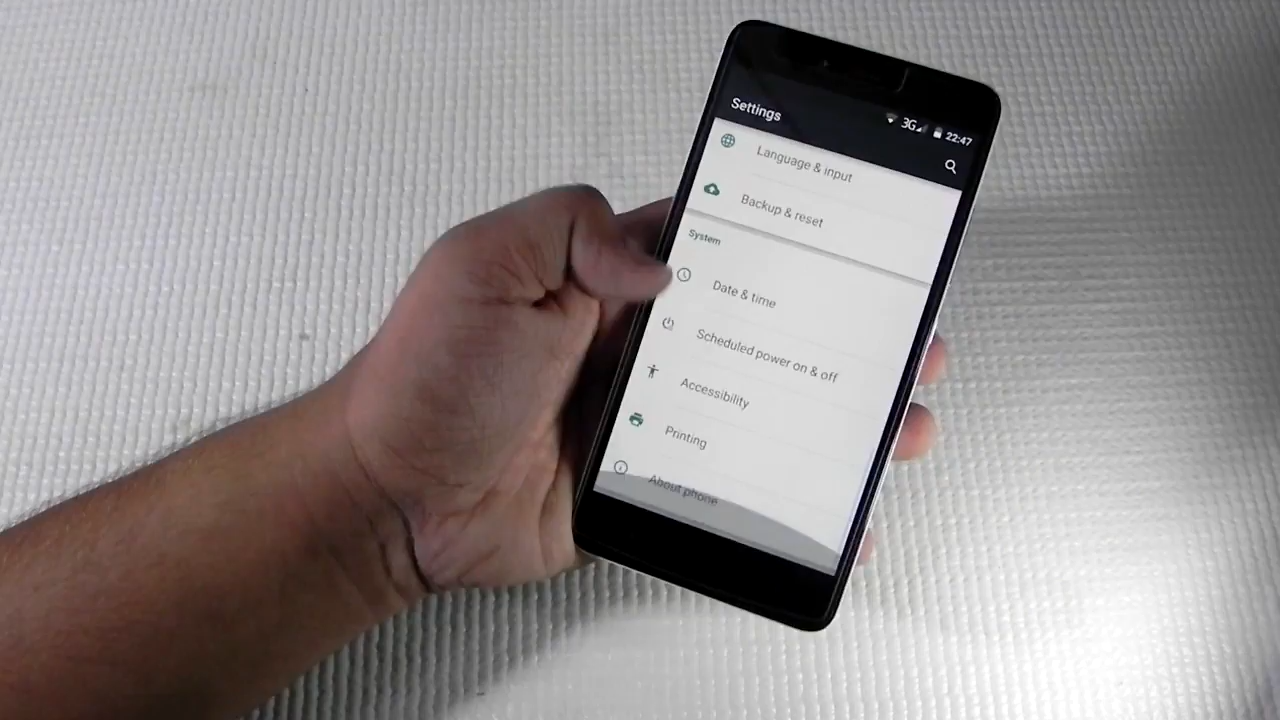 Settings
3G 22:47
Language & input
Backup & reset
System
Date & time
Scheduled power on & off
Accessibility
Printing
About phone